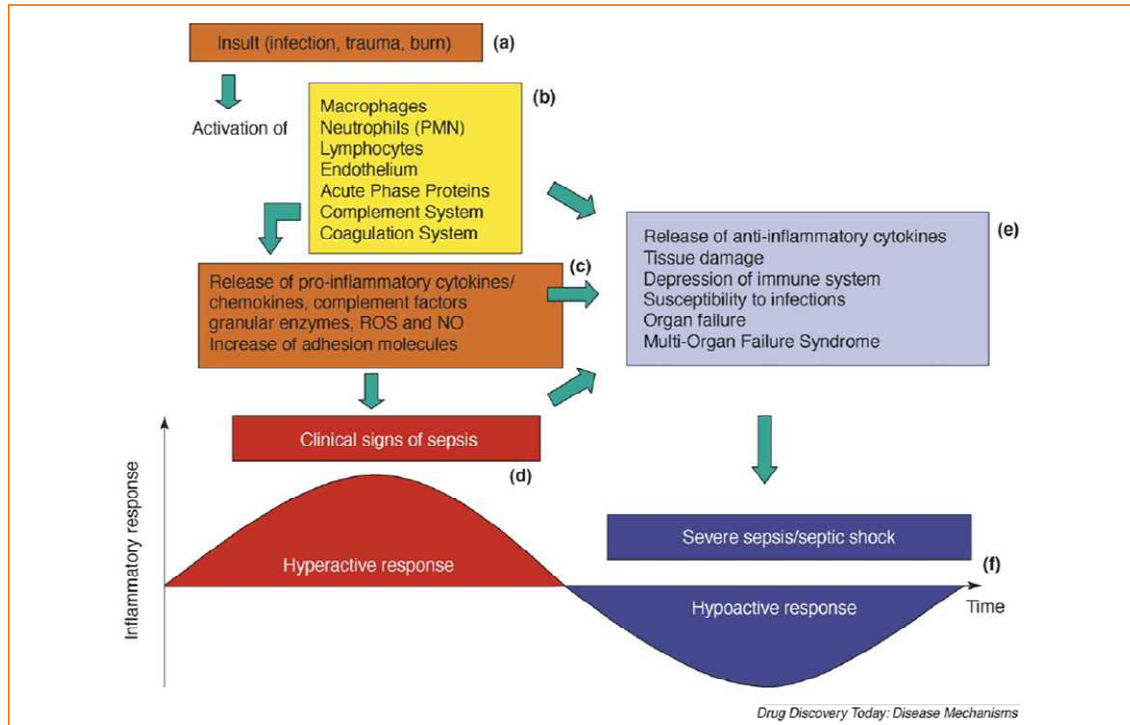 Insult (infection, trauma, burn)
(a)
Activation of
(b)
Macrophages
Neutrophils (PMN)
Lymphocytes
Endothelium
Acute Phase Proteins
Complement System
Coagulation System
(c)
Release of pro-inflammatory cytokines/
chemokines, complement factors
granular enzymes, ROS and NO
Increase of adhesion molecules
(e)
Release of anti-inflammatory cytokines
Tissue damage
Depression of immune system
Susceptibility to infections
Organ failure
Multi-Organ Failure Syndrome
Clinical signs of sepsis
(d)
Inflammatory response
Hyperactive response
Severe sepsis/septic shock
(f)
Time
Hypoactive response
Drug Discovery Today: Disease Mechanisms